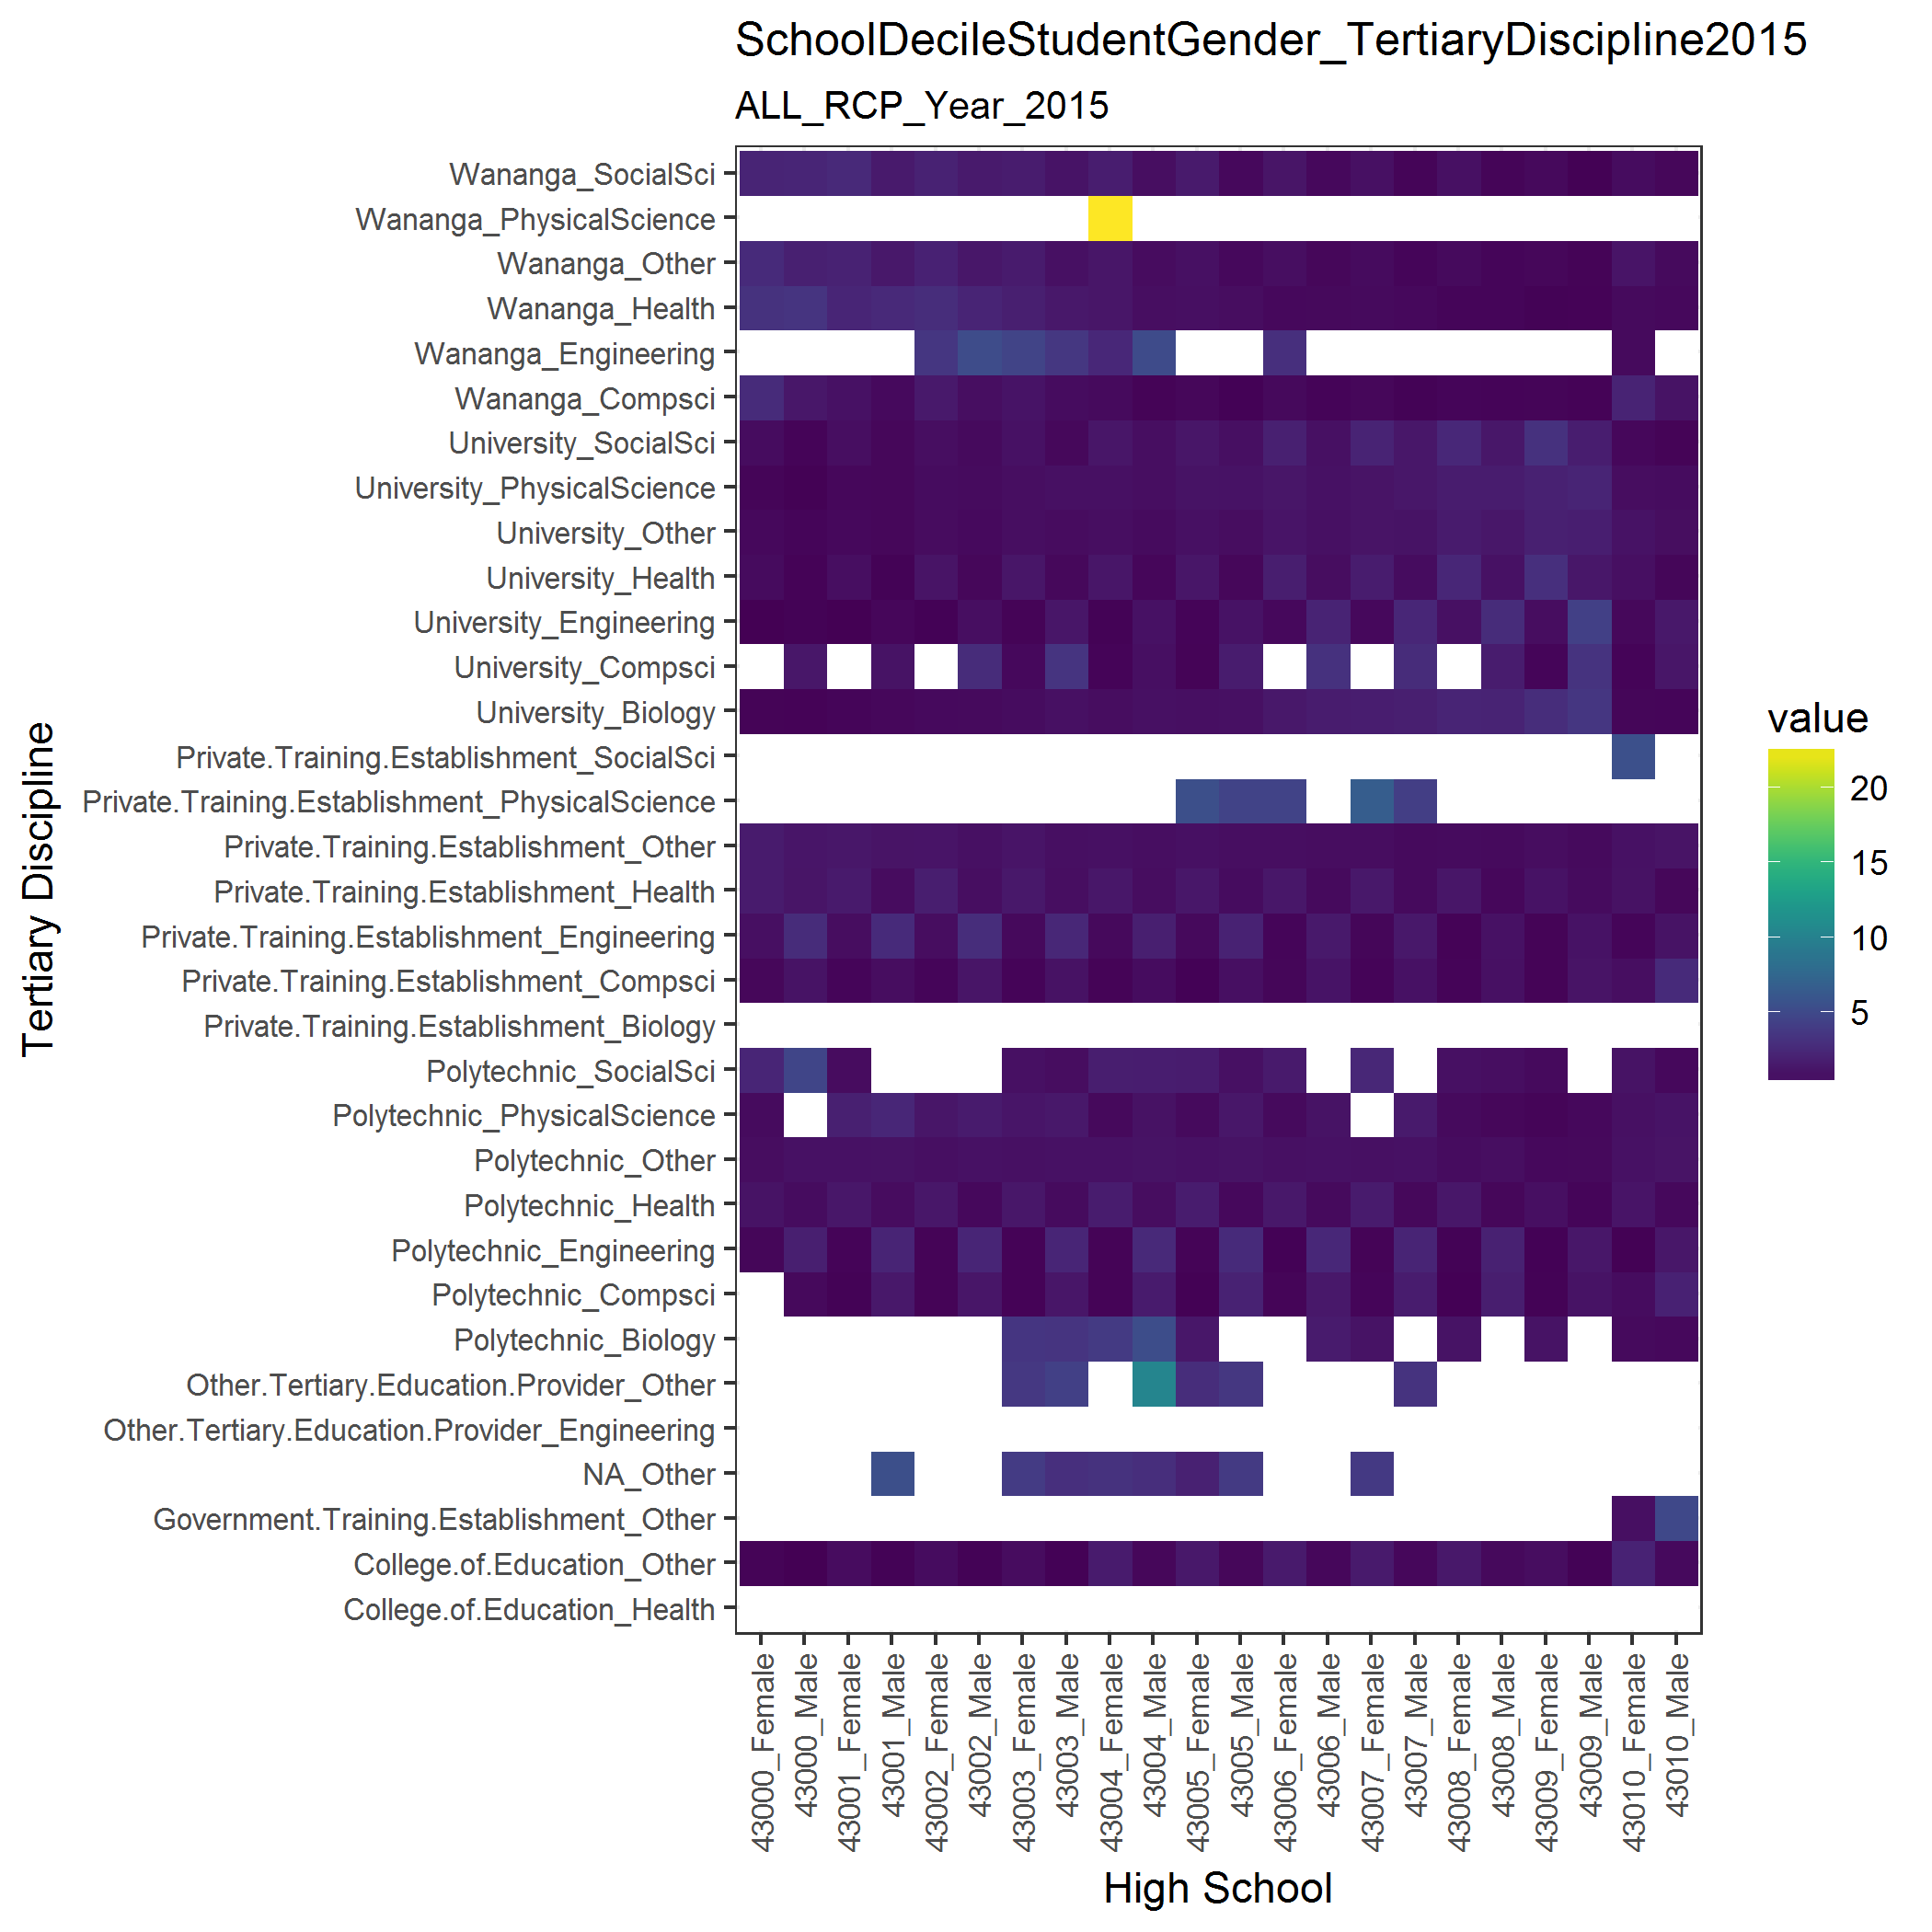 SchoolDecileStudentGender_TertiaryDiscipline2015
ALL_RCP_Year_2015
Tertiary Discipline
Wananga_SocialSci
Wananga_PhysicalScience
Wananga_Other
Wananga_Health
Wananga_Engineering
Wananga_Compsci
University_SocialSci
University_PhysicalScience
University_Other
University_Health
University_Engineering
University_Compsci
University_Biology
Private.Training.Establishment_SocialSci
Private.Training.Establishment_PhysicalScience
Private.Training.Establishment_Other
Private.Training.Establishment_Health
Private.Training.Establishment_Engineering
Private.Training.Establishment_Compsci
Private.Training.Establishment_Biology
Polytechnic_SocialSci
Polytechnic_PhysicalScience
Polytechnic_Other
Polytechnic_Health
Polytechnic_Engineering
Polytechnic_Compsci
Polytechnic_Biology
Other.Tertiary.Education.Provider_Other
Other.Tertiary.Education.Provider_Engineering
NA_Other
Government.Training.Establishment_Other
College.of.Education_Other
College.of.Education_Health
43000_Female
43000_Male
43001_Female
43001_Male
43002_Female
43002_Male
43003_Female
43003_Male
43004_Female
43004_Male
43005_Female
43005_Male
43006_Female
43006_Male
43007_Female
43007_Male
43008_Female
43008_Male
43009_Female
43009_Male
43010_Female
43010_Male
High School
value
20
15
10
5